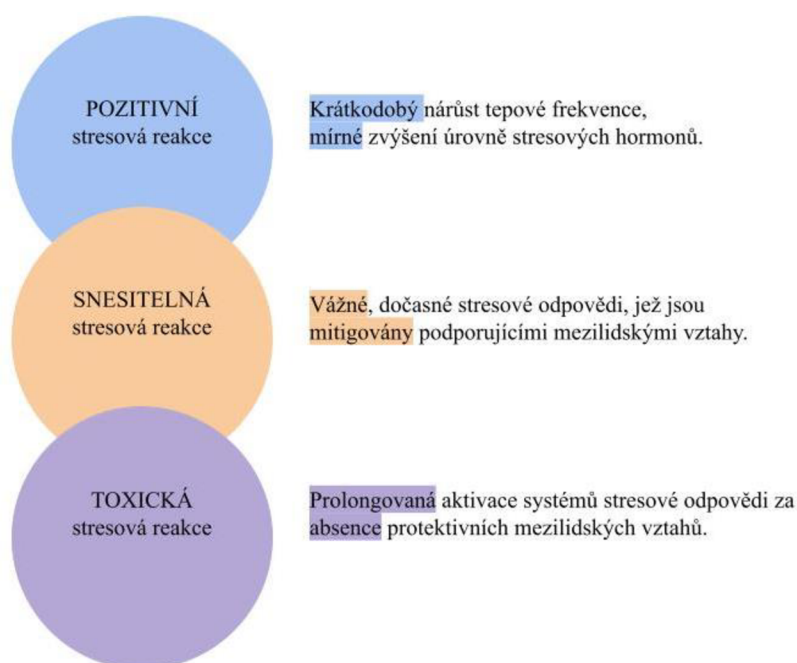 POZITIVNÍ
stresová reakce
Krátkodobý nárůst tepové frekvence,
mírné zvýšení úrovně stresových hormonů.
SNESITELNÁ
stresová reakce
Vážné, dočasné stresové odpovědi, jež jsou
mitigovány podporujícími mezilidskými vztahy.
TOXICKÁ
stresová reakce
Prolongovaná aktivace systémů stresové odpovědi za
absence protektivních mezilidských vztahů.